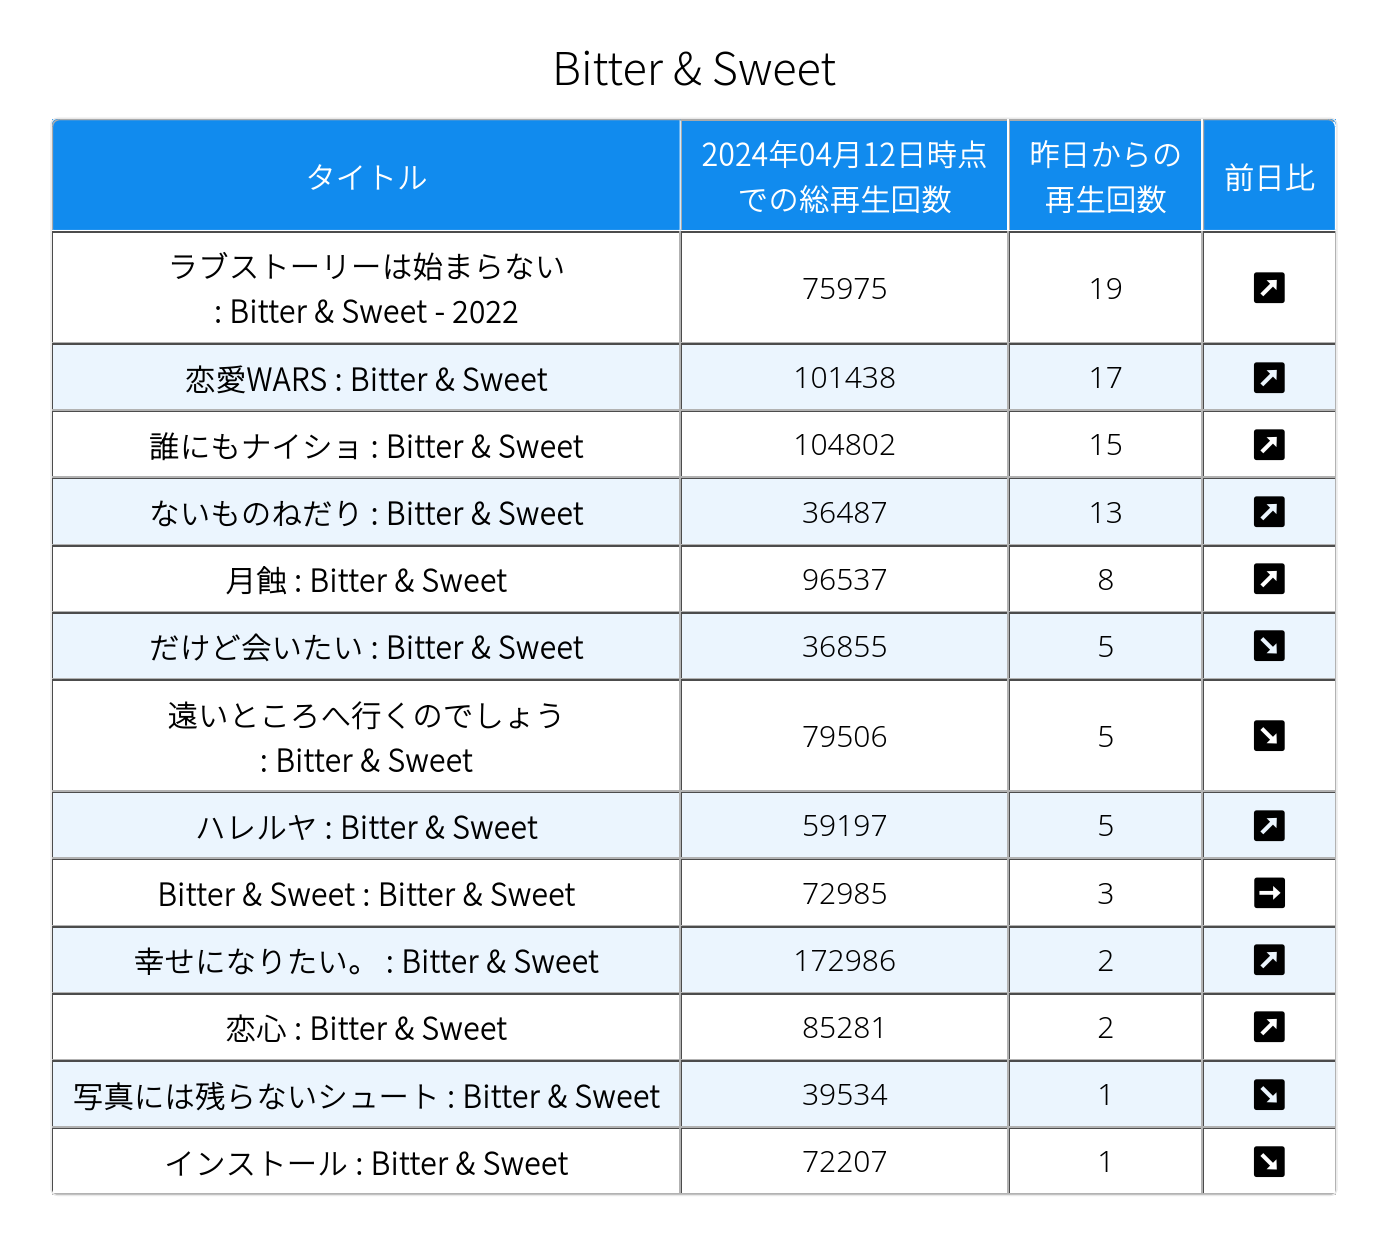 Bitter & Sweet
タイトル
2024年04月12日時点
での総再生回数
昨日からの
再生回数
前日比
ラブストーリーは始まらない
: Bitter & Sweet - 2022
75975
19
恋愛WARS : Bitter & Sweet
101438
17
誰にもナイショ : Bitter & Sweet
104802
15
ないものねだり : Bitter & Sweet
36487
13
月蝕 : Bitter & Sweet
96537
8
だけど会いたい : Bitter & Sweet
36855
5
遠いところへ行くのでしょう
: Bitter & Sweet
79506
5
ハレルヤ : Bitter & Sweet
59197
5
Bitter & Sweet : Bitter & Sweet
72985
3
幸せになりたい。 : Bitter & Sweet
172986
2
恋心 : Bitter & Sweet
85281
2
写真には残らないシュート : Bitter & Sweet
39534
1
インストール : Bitter & Sweet
72207
1